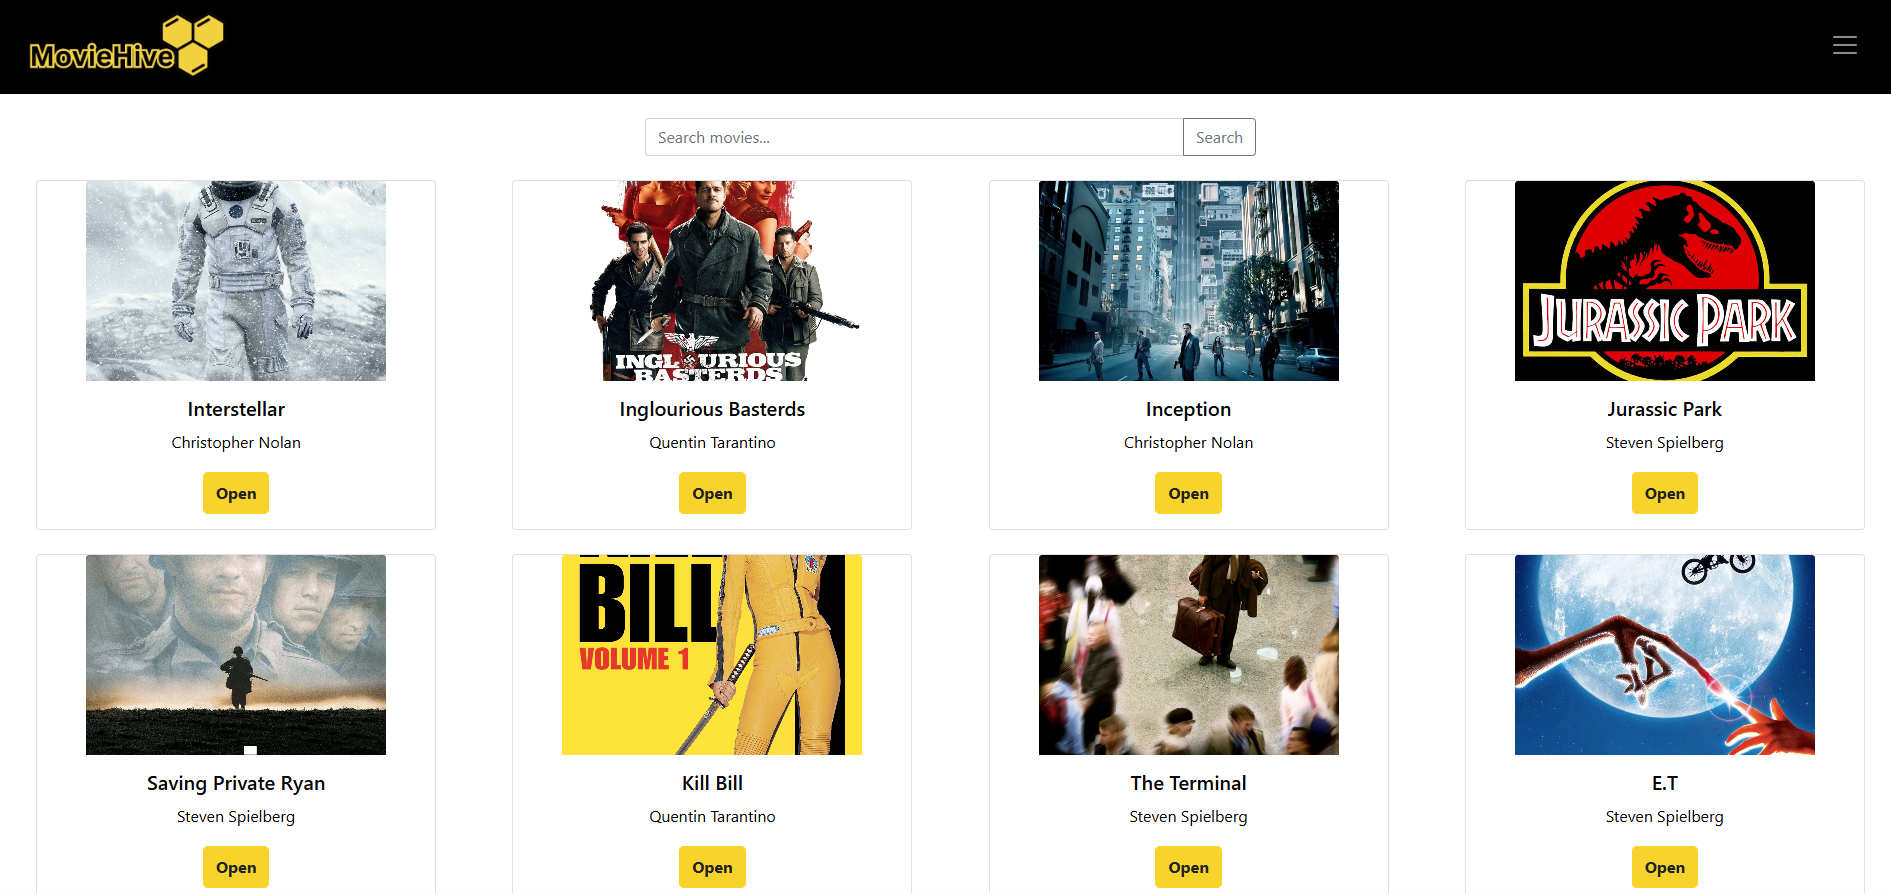 MovieHive
Search movies...
Search
INGLOURIOUS
BASTERDS
JURASSIC PARK
Interstellar
Inglourious Basterds
Inception
Jurassic Park
Christopher Nolan
Quentin Tarantino
Christopher Nolan
Steven Spielberg
Open
Open
Open
Open
BILL
VOLUME 1
Saving Private Ryan
Kill Bill
The Terminal
E.T
Steven Spielberg
Quentin Tarantino
Steven Spielberg
Steven Spielberg
Open
Open
Open
Open